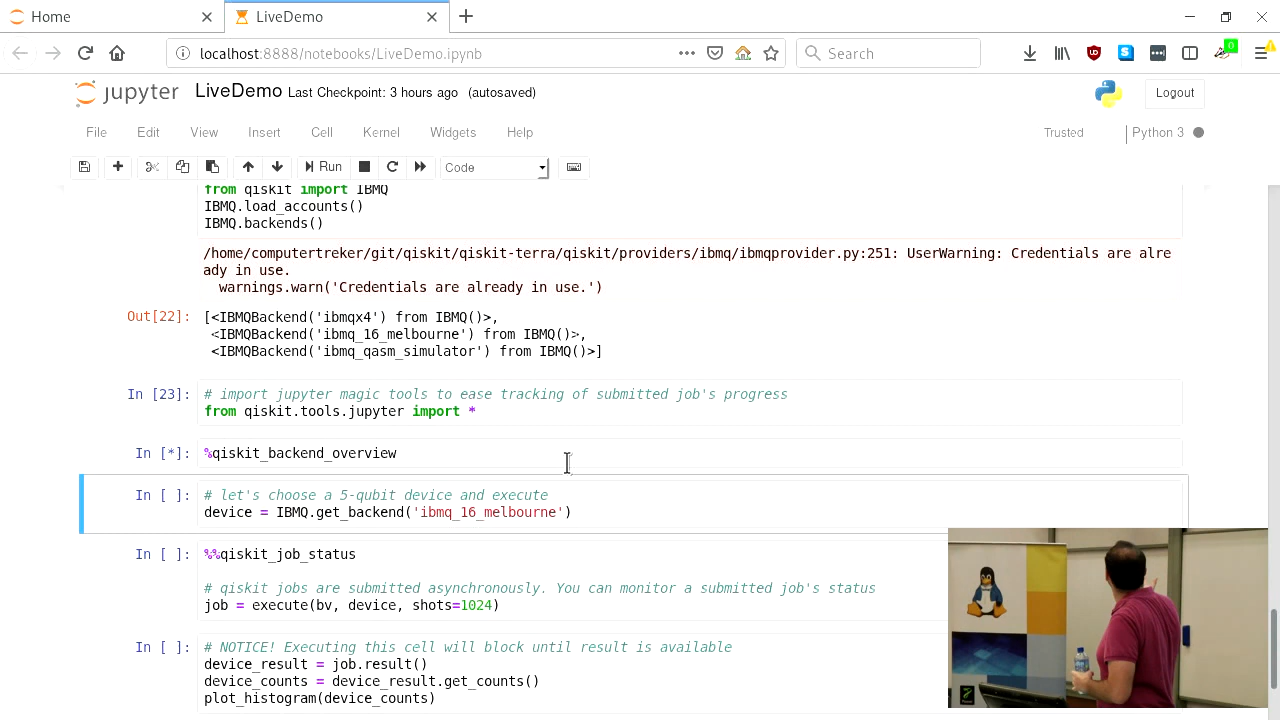 Home
LiveDemo
localhost:8888/notebooks/LiveDemo.ipynb
Search
0
jupyter LiveDemo Last Checkpoint: 3 hours ago (autosaved)
Logout
File Edit View Insert Cell Kernel Widgets Help
Trusted
Python 3
Run
Code
from qiskit import IBMQ
IBMQ.load_accounts()
IBMQ.backends()
/home/computertreker/git/qiskit/qiskit-terra/qiskit/providers/ibmq/ibmqprovider.py:251: UserWarning: Credentials are alre
ady in use.
warnings.warn('Credentials are already in use.')
Out[22]: [<IBMQBackend('ibmqx4') from IBMQ()>,
<IBMQBackend('ibmq_16_melbourne') from IBMQ()>,
<IBMQBackend('ibmq_qasm_simulator') from IBMQ()>]
In [23]: # import jupyter magic tools to ease tracking of submitted job's progress
from qiskit.tools.jupyter import *
In [*]: %qiskit_backend_overview
In [ ]: # let's choose a 5-qubit device and execute
device = IBMQ.get_backend('ibmq_16_melbourne')
In [ ]: %%qiskit_job_status
# qiskit jobs are submitted asynchronously. You can monitor a submitted job's status
job = execute(bv, device, shots=1024)
In [ ]: # NOTICE! Executing this cell will block until result is available
device_result = job.result()
device_counts = device_result.get_counts()
plot_histogram(device_counts)